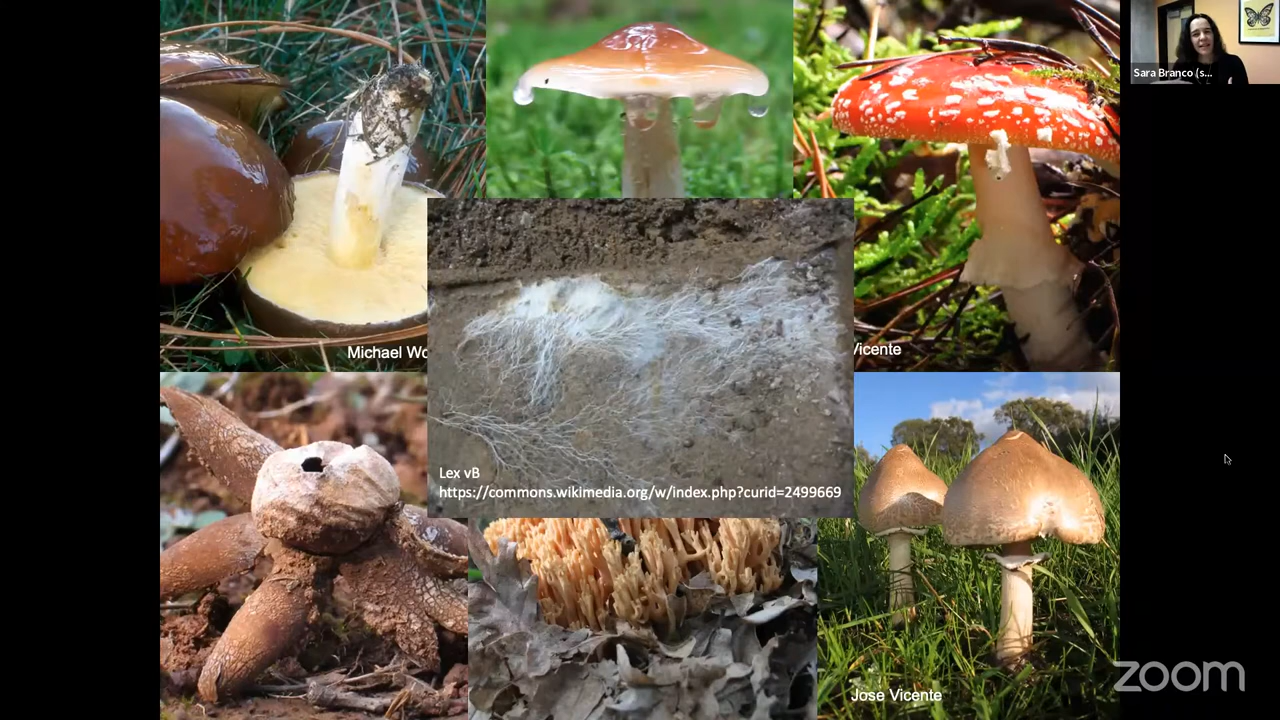 Sara Branco (s...
Michael Wo
Vicente
Lex vB
https://commons.wikimedia.org/w/index.php?curid=2499669
Jose Vicente
zoom